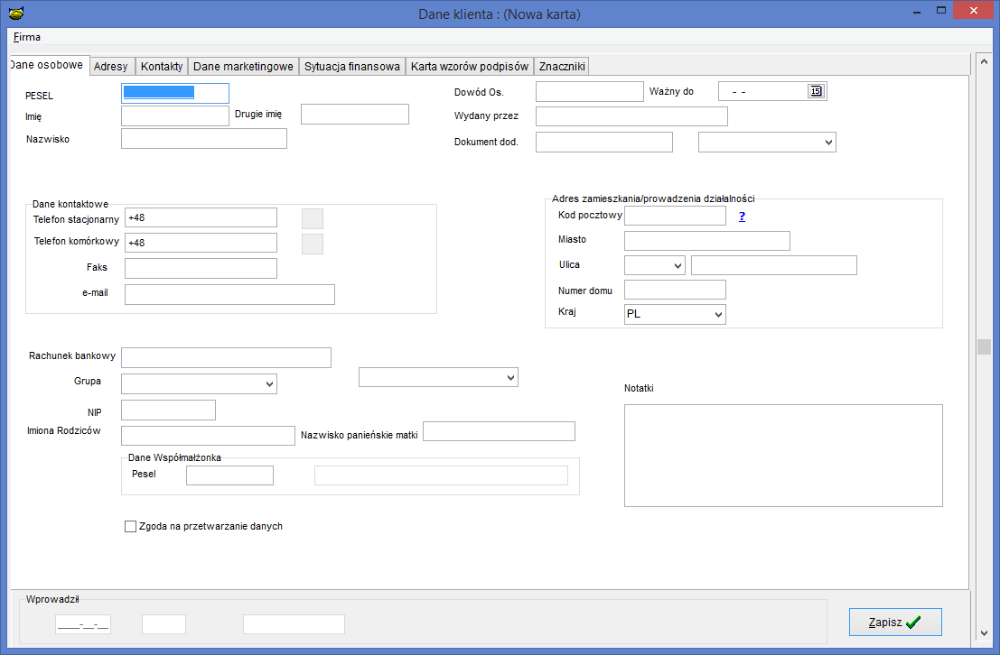 Dane klienta : (Nowa karta)
Firma
Dane osobowe Adresy Kontakty Dane marketingowe Sytuacja finansowa Karta wzorów podpisów Znaczniki
PESEL
Imię
Drugie imię
Nazwisko
Dowód Os.
Ważny do
- -
15
Wydany przez
Dokument dod.
Dane kontaktowe
Telefon stacjonarny +48
Telefon komórkowy +48
Faks
e-mail
Adres zamieszkania/prowadzenia działalności
Kod pocztowy
?
Miasto
Ulica
Numer domu
Kraj PL
Rachunek bankowy
Grupa
NIP
Imiona Rodziców
Nazwisko panieńskie matki
Dane Współmałżonka
Pesel
Notatki
Zgoda na przetwarzanie danych
Wprowadził
____-__-__
Zapisz